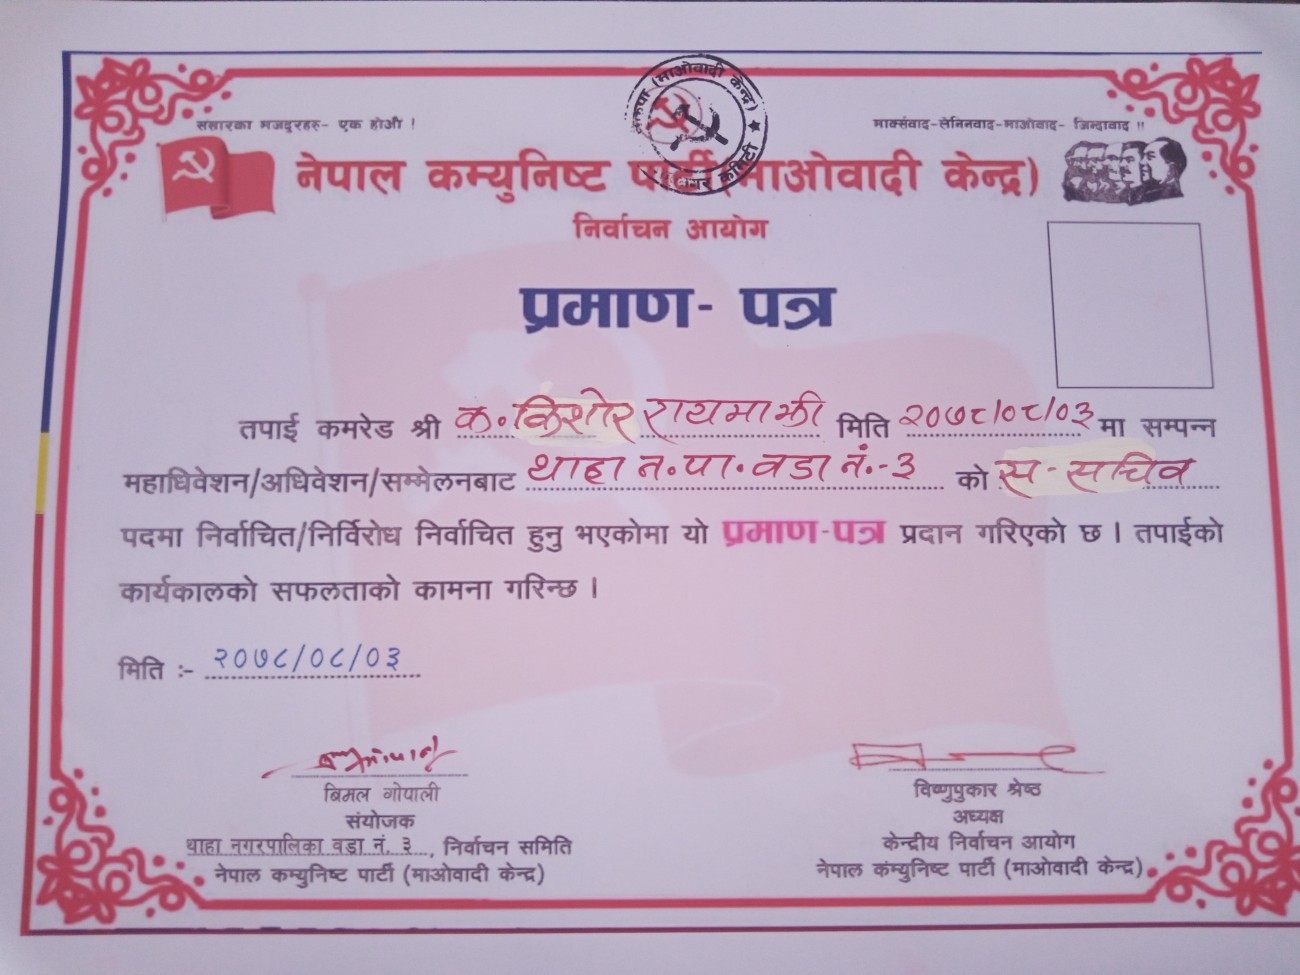 संसारका मजदुरहरू- एक होऔं !
मार्क्सवाद-लेनिनवाद-माओवाद- जिन्दावाद !!
(माओवादी केन्द्र) ★ नगर कमिटी
नेपाल कम्युनिष्ट पार्टी (माओवादी केन्द्र)
निर्वाचन आयोग
प्रमाण- पत्र
तपाई कमरेड श्री क. किशोर रायमाझी मिति २०७८/०८/०३ मा सम्पन्न
महाधिवेशन/अधिवेशन/सम्मेलनबाट थाहा न.पा. वडा नं.-३ को स-सचिव
पदमा निर्वाचित/निर्विरोध निर्वाचित हुनु भएकोमा यो प्रमाण-पत्र प्रदान गरिएको छ । तपाईको
कार्यकालको सफलताको कामना गरिन्छ ।
मिति :- २०७८/०८/०३
बिमल गोपाली
संयोजक
थाहा नगरपालिका वडा नं. ३, निर्वाचन समिति
नेपाल कम्युनिष्ट पार्टी (माओवादी केन्द्र)
विष्णुपुकार श्रेष्ठ
अध्यक्ष
केन्द्रीय निर्वाचन आयोग
नेपाल कंम्युनिष्ट पार्टी (माओवादी केन्द्र)